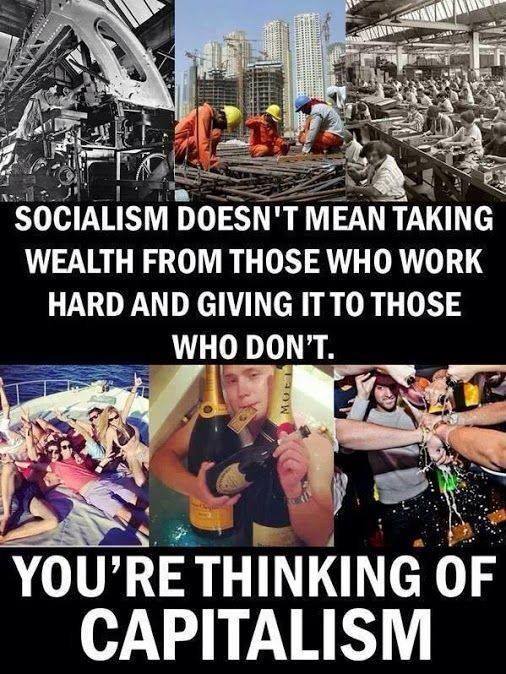 SOCIALISM DOESN'T MEAN TAKING
WEALTH FROM THOSE WHO WORK
HARD AND GIVING IT TO THOSE
WHO DON'T.
MOËT
YOU'RE THINKING OF
CAPITALISM